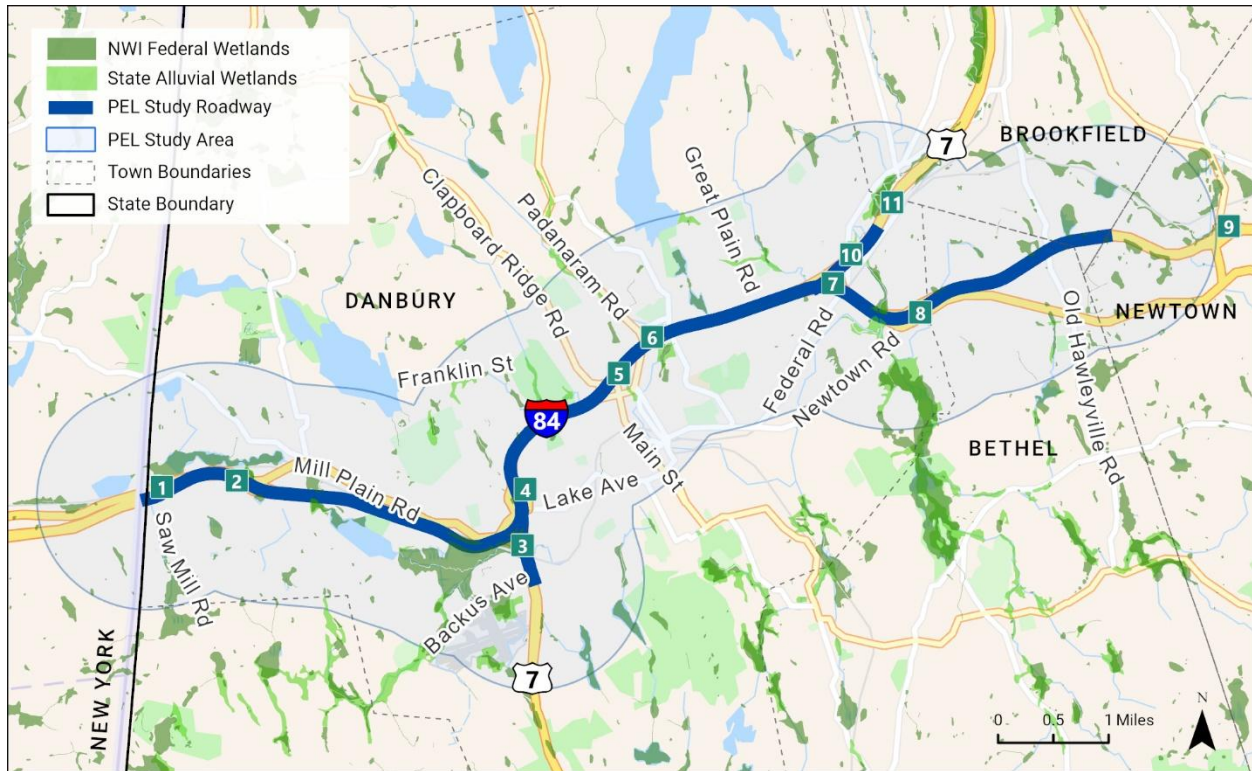 NWI Federal Wetlands
State Alluvial Wetlands
PEL Study Roadway
PEL Study Area
Town Boundaries
State Boundary
BROOKFIELD
7
Great Plain Rd
Clapboard Ridge Rd
Padanaram Rd
11
9
10
DANBURY
7
NEWTOWN
8
6
Old Hawleyville Rd
Federal Rd
Newtown Rd
Franklin St
5
84
Main St
BETHEL
Mill Plain Rd
Lake Ave
1
2
4
3
Saw Mill Rd
Backus Ave
7
NEW YORK
N
0 0.5 1 Miles